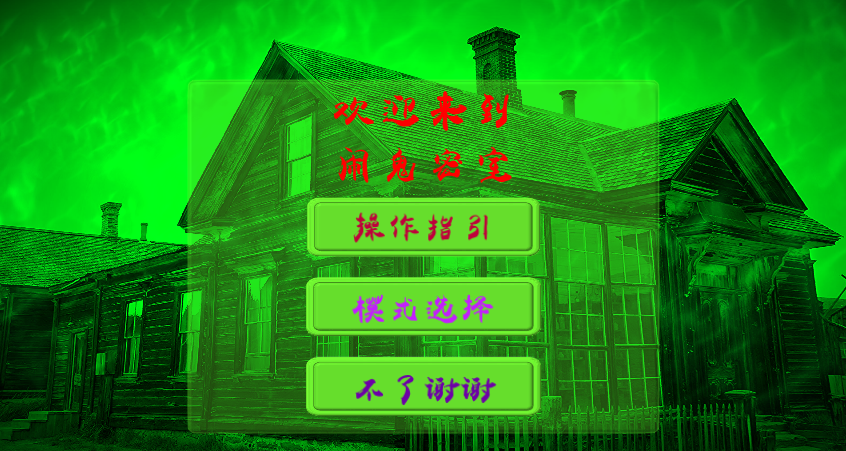 欢迎来到
闹鬼密室
操作指引
模式选择
不了谢谢